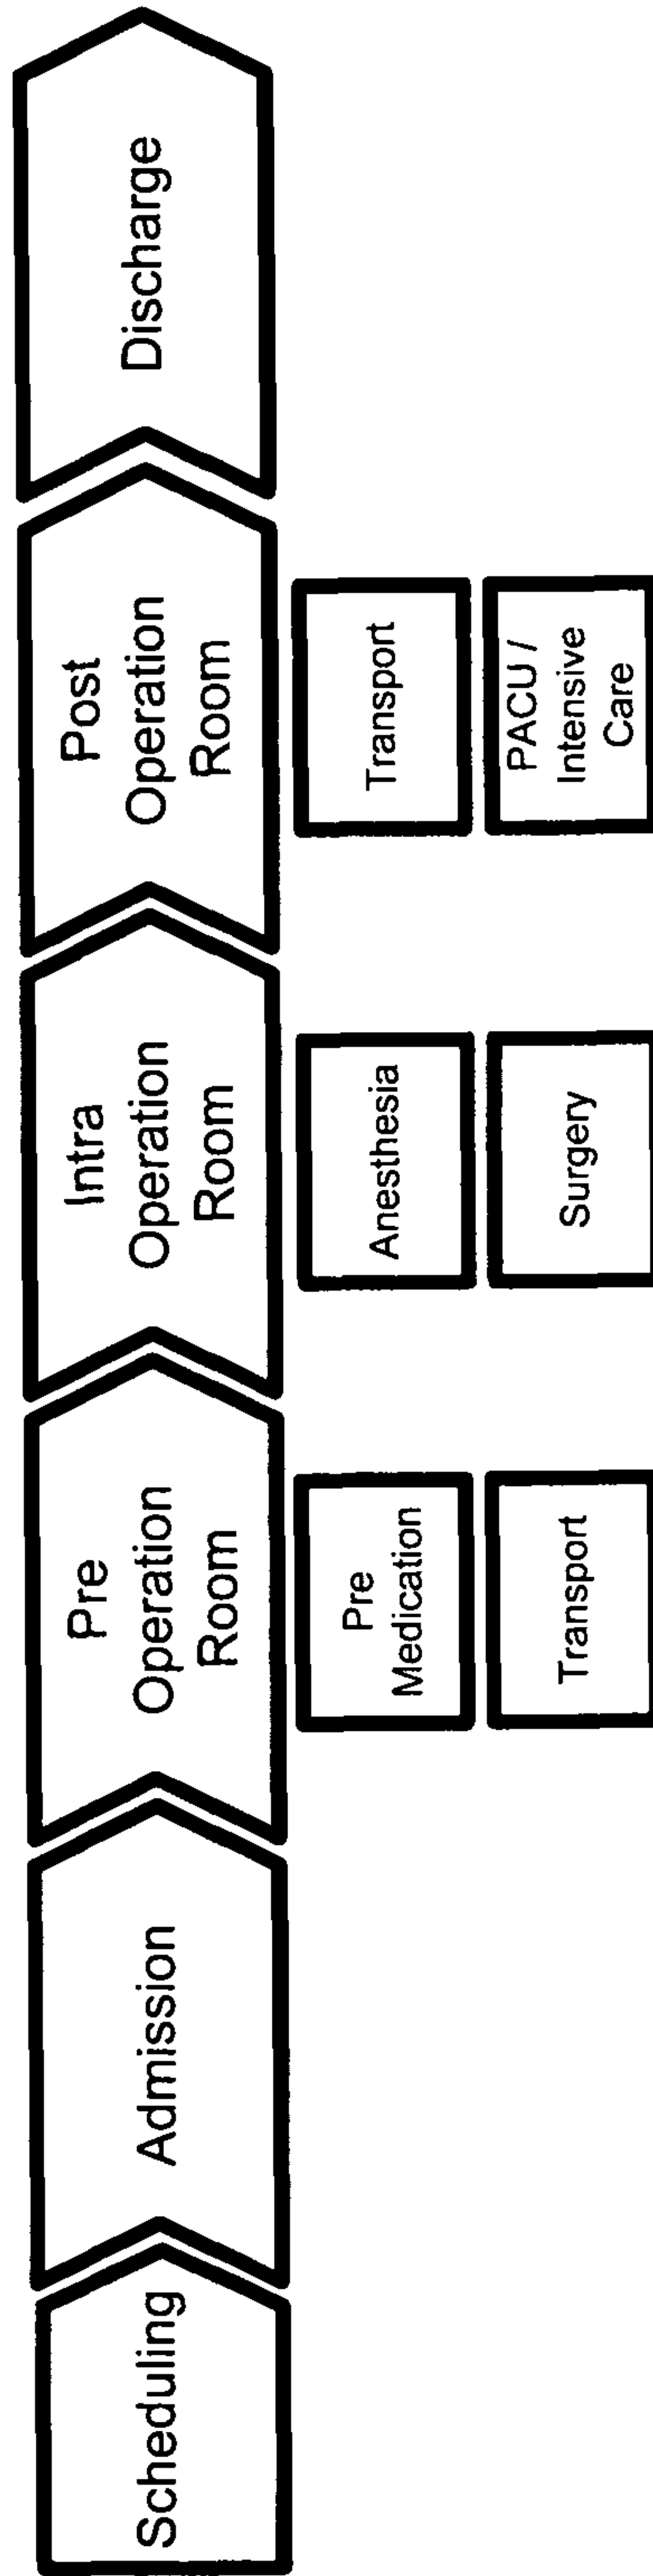 Scheduling
Admission
Pre
Operation
Room
Intra
Operation
Room
Post
Operation
Room
Discharge
Pre
Medication
Transport
Anesthesia
Surgery
Transport
PACU /
Intensive
Care